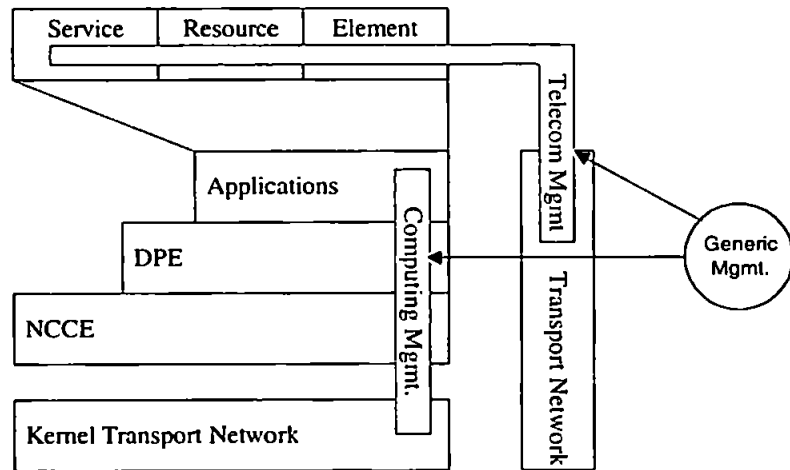 Service Resource Element
Telecom Mgmt
Applications
Computing Mgmt.
DPE
Generic
Mgmt.
Transport Network
NCCE
Kernel Transport Network